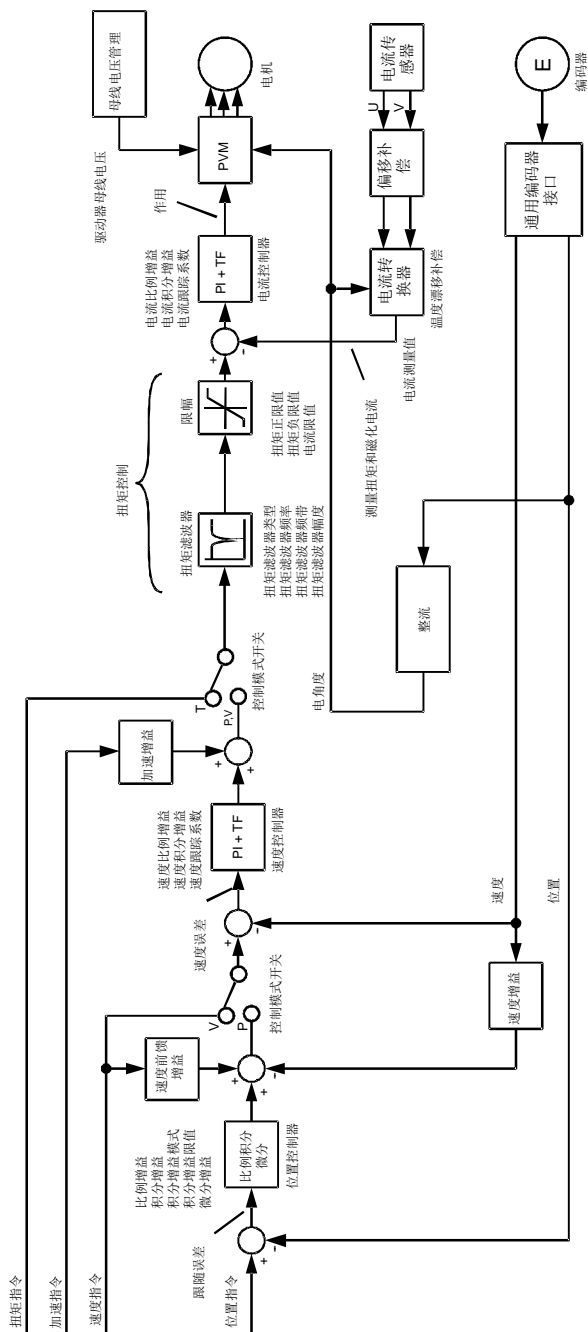 扭矩指令
加速指令
速度指令
位置指令
跟随误差
+
-
比例增益
积分增益
积分增益模式
积分增益限值
微分增益
比例积分
微分
位置控制器
速度前馈
增益
+
+
-
V
P
控制模式开关
速度误差
+
-
速度比例增益
速度积分增益
速度跟踪系数
PI + TF
速度控制器
速度增益
加速增益
+
+
T
P,V
控制模式开关
扭矩控制
扭矩滤波器
扭矩滤波器类型
扭矩滤波器频率
扭矩滤波器频带
扭矩滤波器幅度
限幅
扭矩正限值
扭矩负限值
电流限值
+
-
电流比例增益
电流积分增益
电流跟踪系数
PI + TF
电流控制器
作用
驱动器母线电压
母线电压管理
PVM
电机
电流传
感器
U
V
偏移补
偿
电流转
换器
温度漂移补偿
电流测量值
测量扭矩和磁化电流
电角度
整流
速度
位置
通用编码器
接口
E
编码器